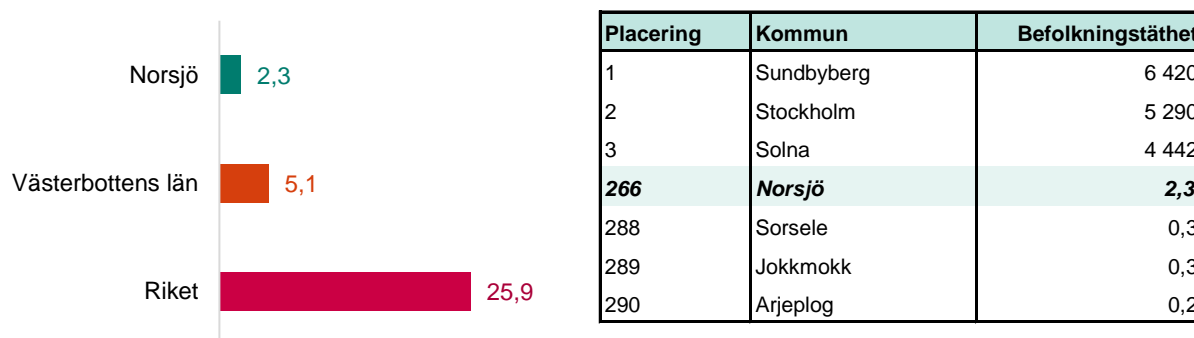 Norsjö 2,3
Västerbottens län 5,1
Riket 25,9
Placering Kommun Befolkningstäthet
1 Sundbyberg 6 420
2 Stockholm 5 290
3 Solna 4 442
266 Norsjö 2,3
288 Sorsele 0,3
289 Jokkmokk 0,3
290 Arjeplog 0,2